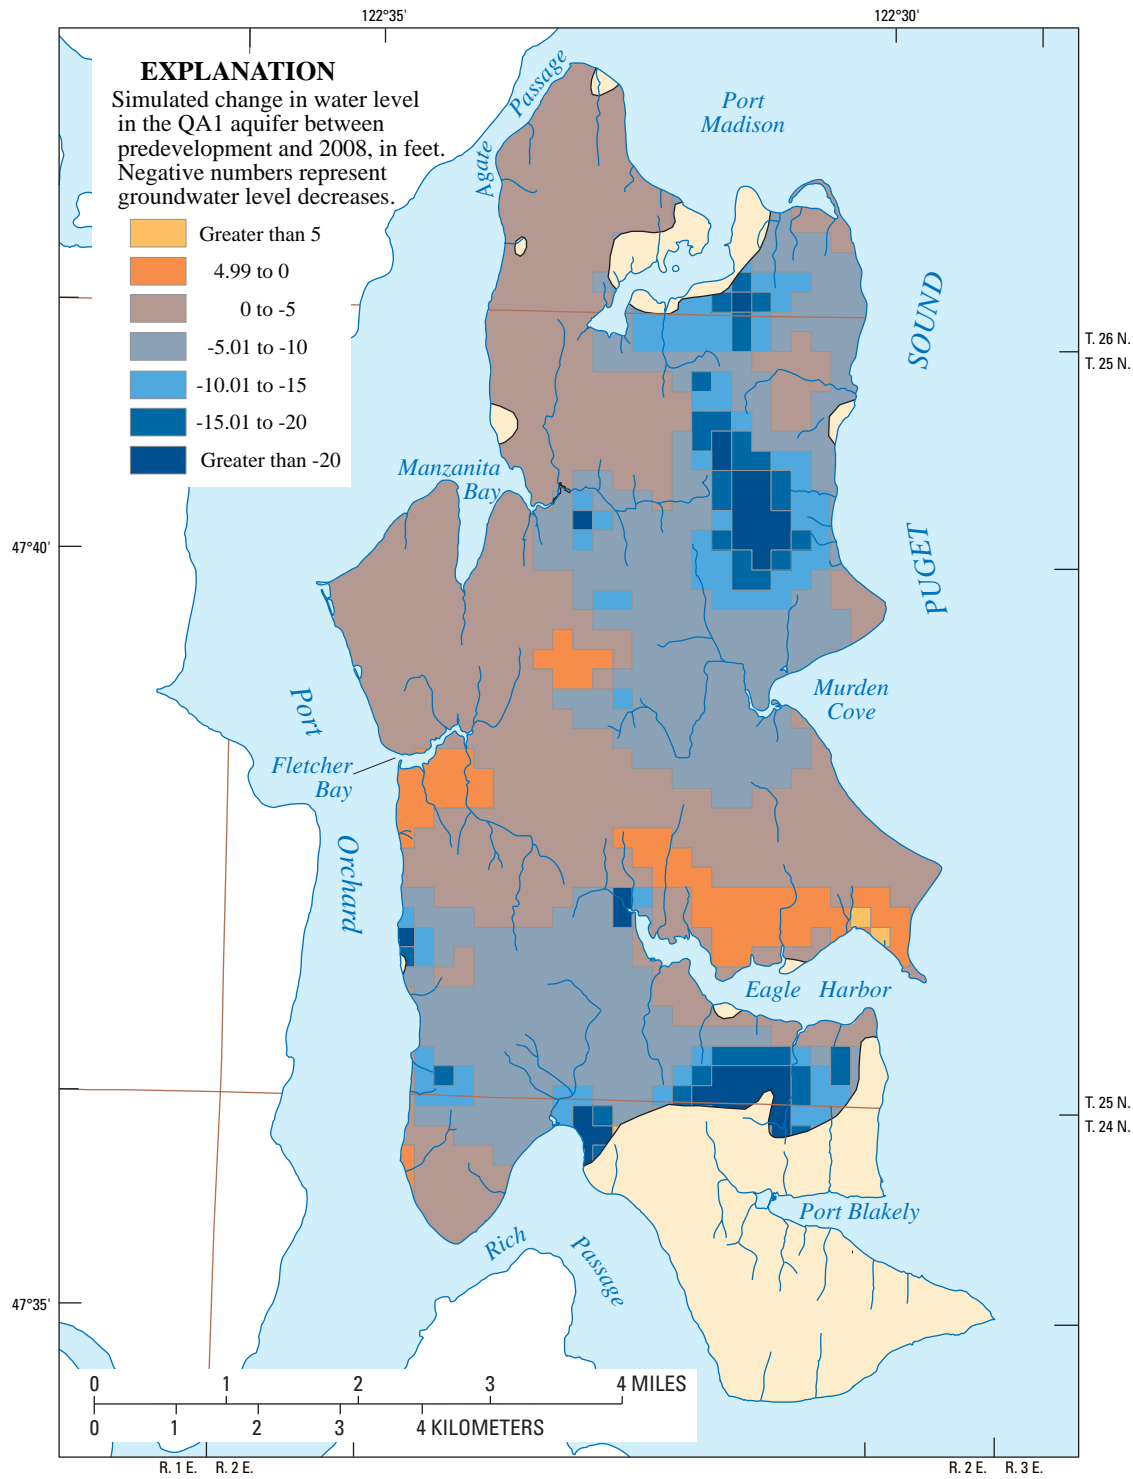 122°35'
122°30'
EXPLANATION
Simulated change in water level
in the QA1 aquifer between
predevelopment and 2008, in feet.
Negative numbers represent
groundwater level decreases.
Greater than 5
4.99 to 0
0 to -5
-5.01 to -10
-10.01 to -15
-15.01 to -20
Greater than -20
Agate Passage
Port
Madison
PUGET SOUND
T. 26 N.
T. 25 N.
Manzanita
Bay
47°40'
Murden
Cove
Port Orchard
Fletcher
Bay
Eagle Harbor
T. 25 N.
T. 24 N.
Port Blakely
Rich Passage
47°35'
0 1 2 3 4 MILES
0 1 2 3 4 KILOMETERS
R. 1 E. R. 2 E.
R. 2 E. R. 3 E.